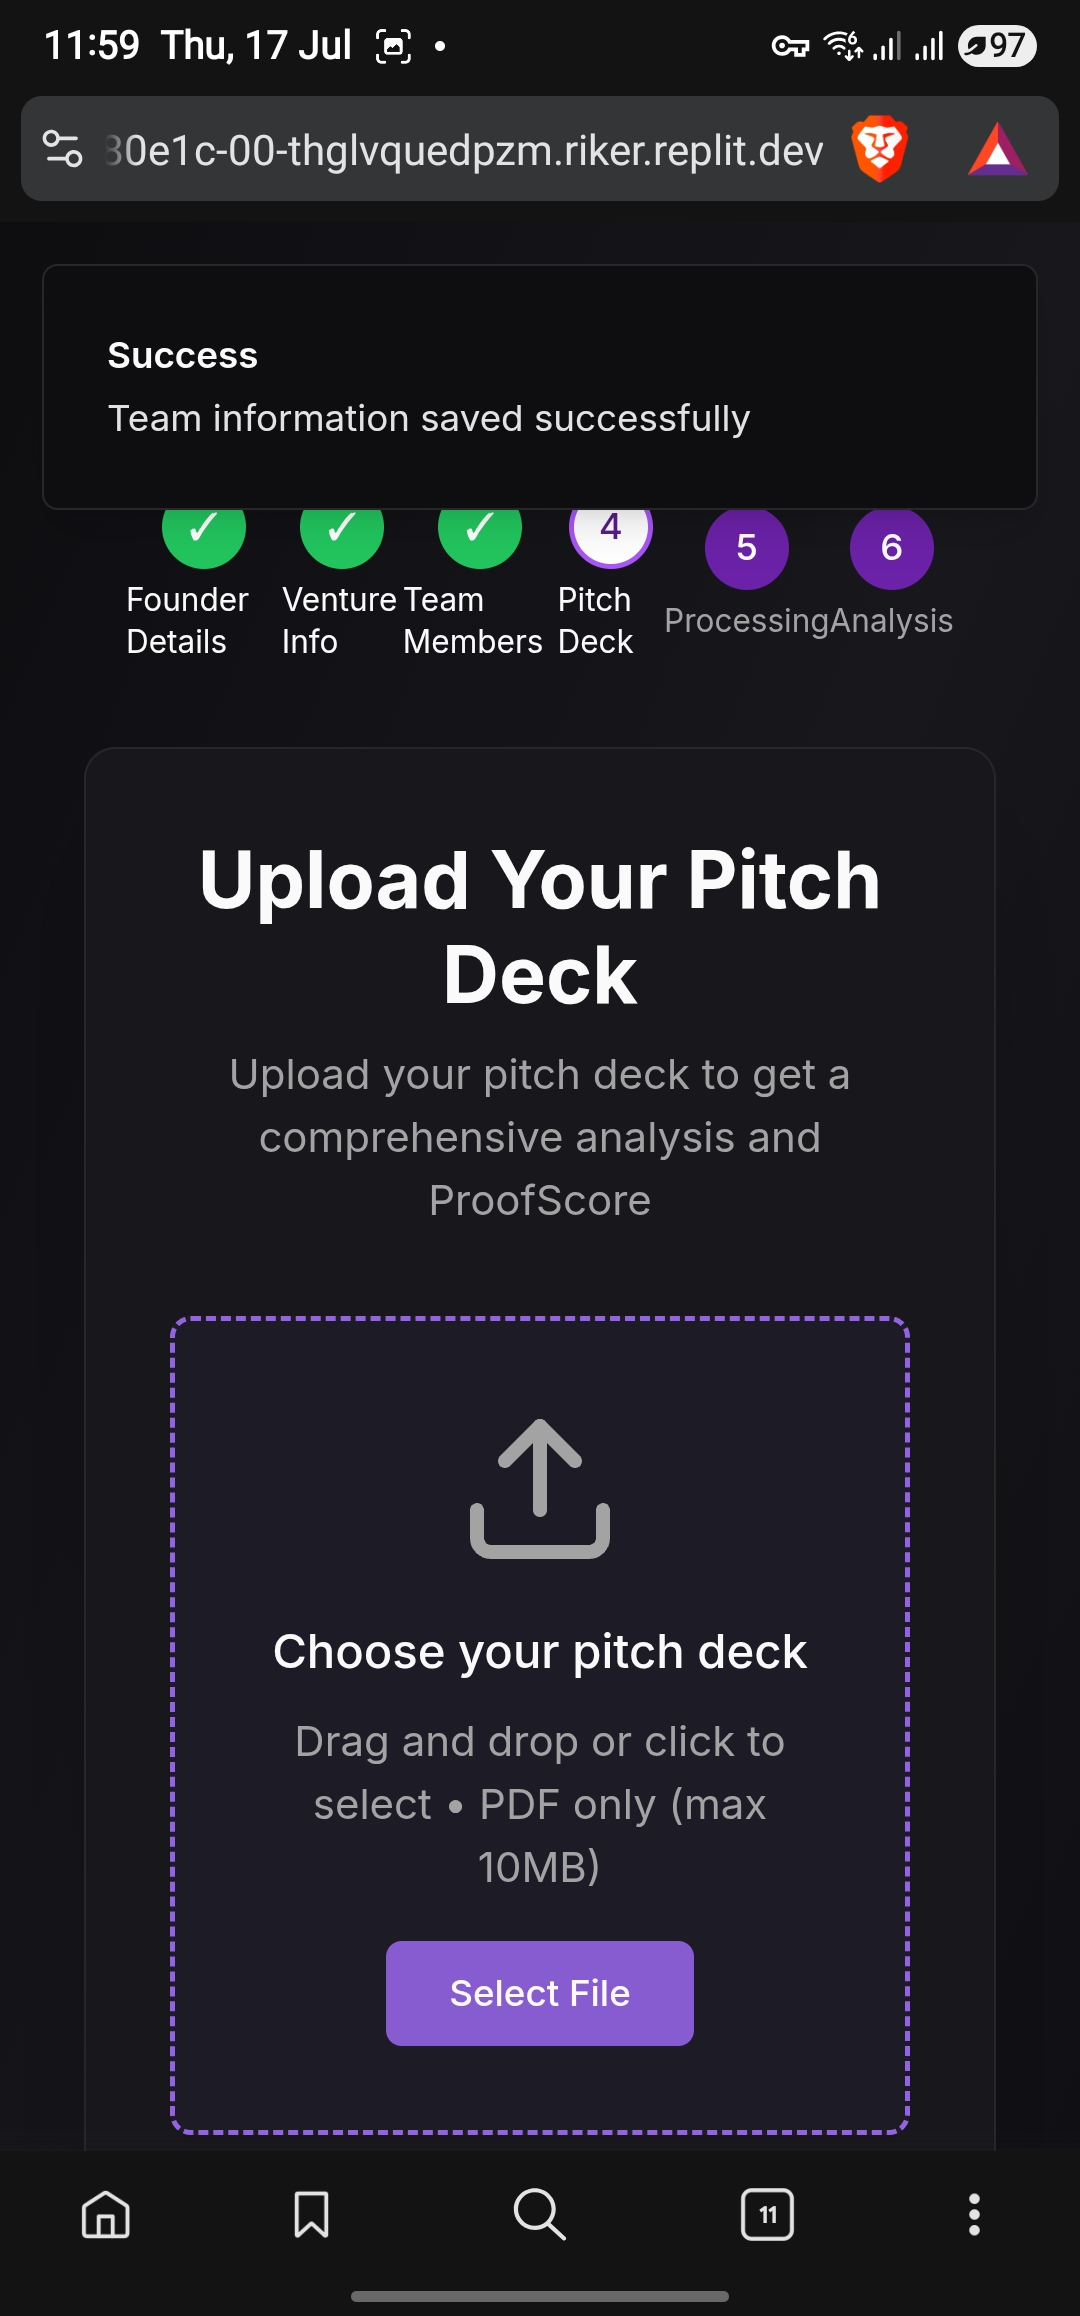 11:59 Thu, 17 Jul
6
97
30e1c-00-thglvquedpzm.riker.replit.dev
Success
Team information saved successfully
✓ ✓ ✓ 4 5 6
Founder Details
Venture Info
Team Members
Pitch Deck
Processing
Analysis
Upload Your Pitch
Deck
Upload your pitch deck to get a
comprehensive analysis and
ProofScore
Choose your pitch deck
Drag and drop or click to
select • PDF only (max
10MB)
Select File
11